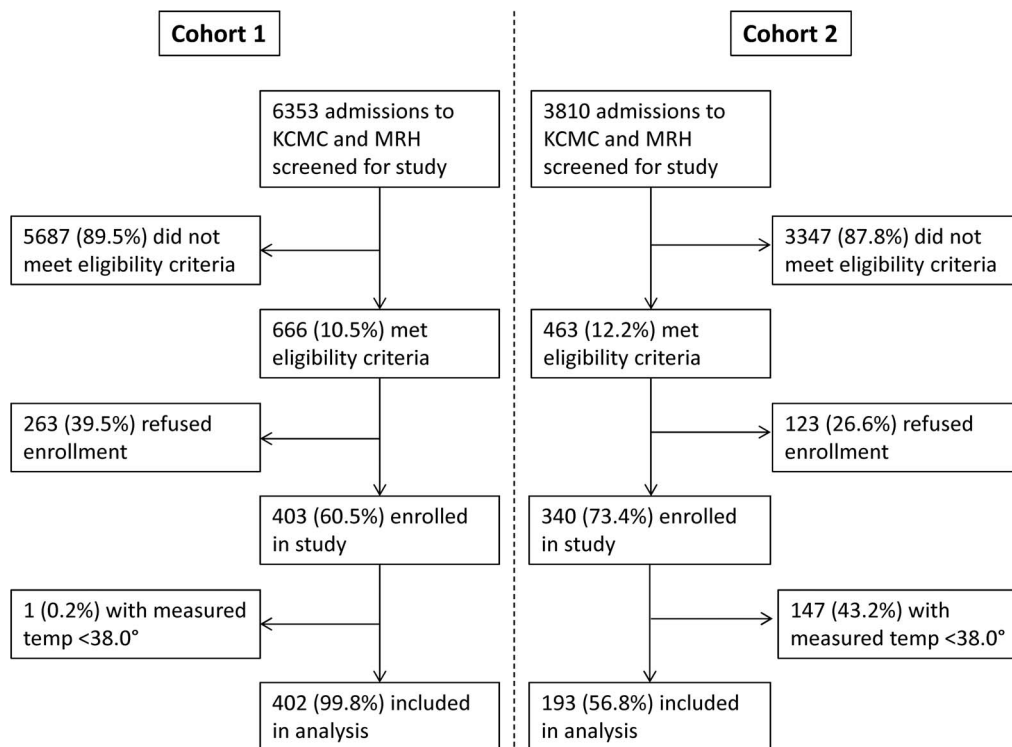 Cohort 1
6353 admissions to
KCMC and MRH
screened for study
5687 (89.5%) did not
meet eligibility criteria
666 (10.5%) met
eligibility criteria
263 (39.5%) refused
enrollment
403 (60.5%) enrolled
in study
1 (0.2%) with measured
temp <38.0°
402 (99.8%) included
in analysis
Cohort 2
3810 admissions to
KCMC and MRH
screened for study
3347 (87.8%) did not
meet eligibility criteria
463 (12.2%) met
eligibility criteria
123 (26.6%) refused
enrollment
340 (73.4%) enrolled
in study
147 (43.2%) with
measured temp <38.0°
193 (56.8%) included
in analysis